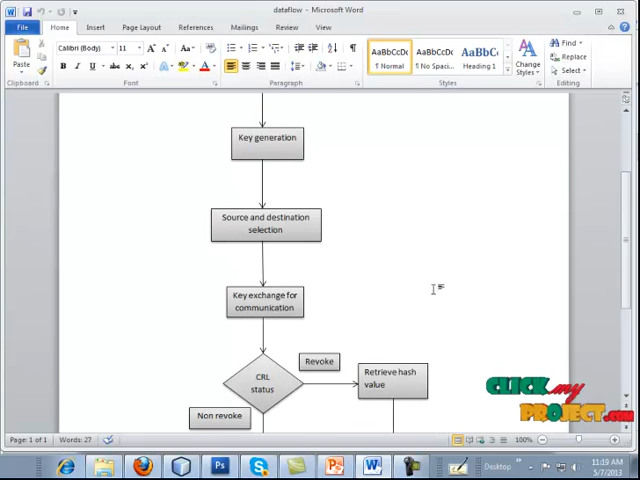 dataflow - Microsoft Word
File
Home
Insert
Page Layout
References
Mailings
Review
View
Paste
Calibri (Body)
11
Clipboard
Font
Paragraph
AaBbCcDc
¶ Normal
AaBbCcDc
¶ No Spaci...
AaBbC
Heading 1
Change
Styles
Styles
Find
Replace
Select
Editing
Key generation
Source and destination
selection
Key exchange for
communication
CRL
status
Revoke
Retrieve hash
value
Non revoke
CLICK my
PROJECT.com
Page: 1 of 1
Words: 27
100%
Desktop
11:19 AM
5/7/2013